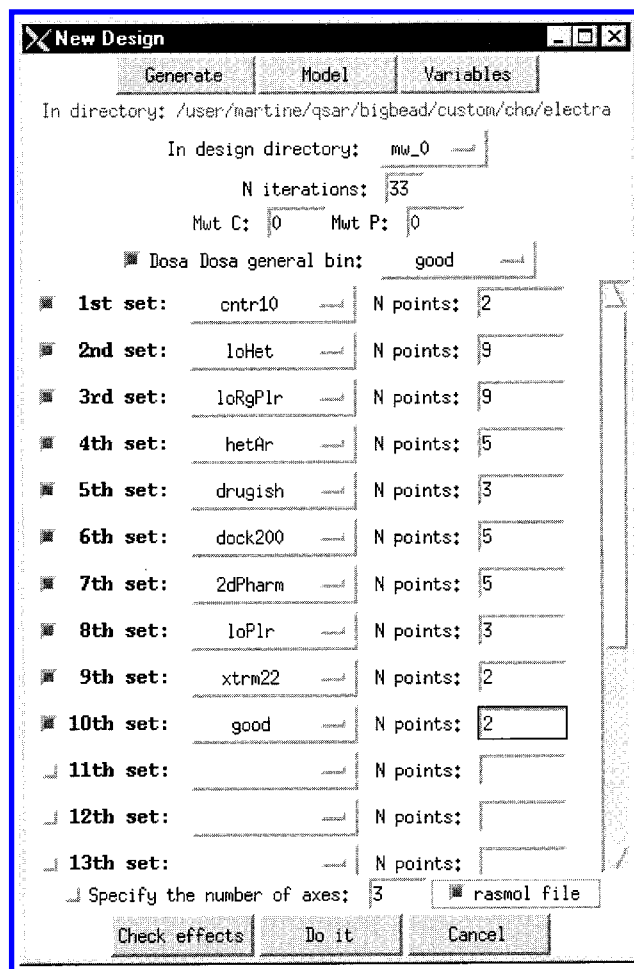 New Design
Generate Model Variables
In directory: /user/martine/qsar/bigbead/custom/cho/electra
In design directory: mw_0
N iterations: 33
Mwt C: 0 Mwt P: 0
Dosa Dosa general bin: good
1st set: cntr10 N points: 2
2nd set: loHet N points: 9
3rd set: loRgPlr N points: 9
4th set: hetAr N points: 5
5th set: drugish N points: 3
6th set: dock200 N points: 5
7th set: 2dPharm N points: 5
8th set: loPlr N points: 3
9th set: xtrm22 N points: 2
10th set: good N points: 2
11th set: N points:
12th set: N points:
13th set: N points:
Specify the number of axes: 3 rasmol file
Check effects Do it Cancel